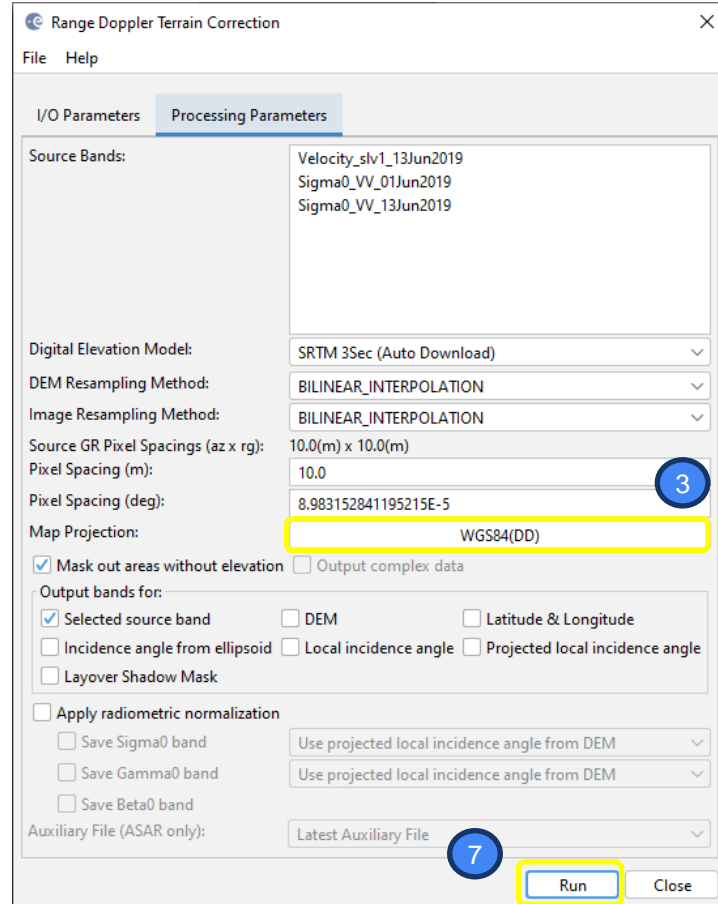 Range Doppler Terrain Correction
File Help
I/O Parameters Processing Parameters
Source Bands: Velocity_slv1_13Jun2019
Sigma0_VV_01Jun2019
Sigma0_VV_13Jun2019
Digital Elevation Model: SRTM 3Sec (Auto Download)
DEM Resampling Method: BILINEAR_INTERPOLATION
Image Resampling Method: BILINEAR_INTERPOLATION
Source GR Pixel Spacings (az x rg): 10.0(m) x 10.0(m)
Pixel Spacing (m): 10.0
3
Pixel Spacing (deg): 8.983152841195215E-5
Map Projection: WGS84(DD)
Mask out areas without elevation Output complex data
Output bands for:
Selected source band DEM Latitude & Longitude
Incidence angle from ellipsoid Local incidence angle Projected local incidence angle
Layover Shadow Mask
Apply radiometric normalization
Save Sigma0 band Use projected local incidence angle from DEM
Save Gamma0 band Use projected local incidence angle from DEM
Save Beta0 band
Auxiliary File (ASAR only): Latest Auxiliary File
7
Run Close